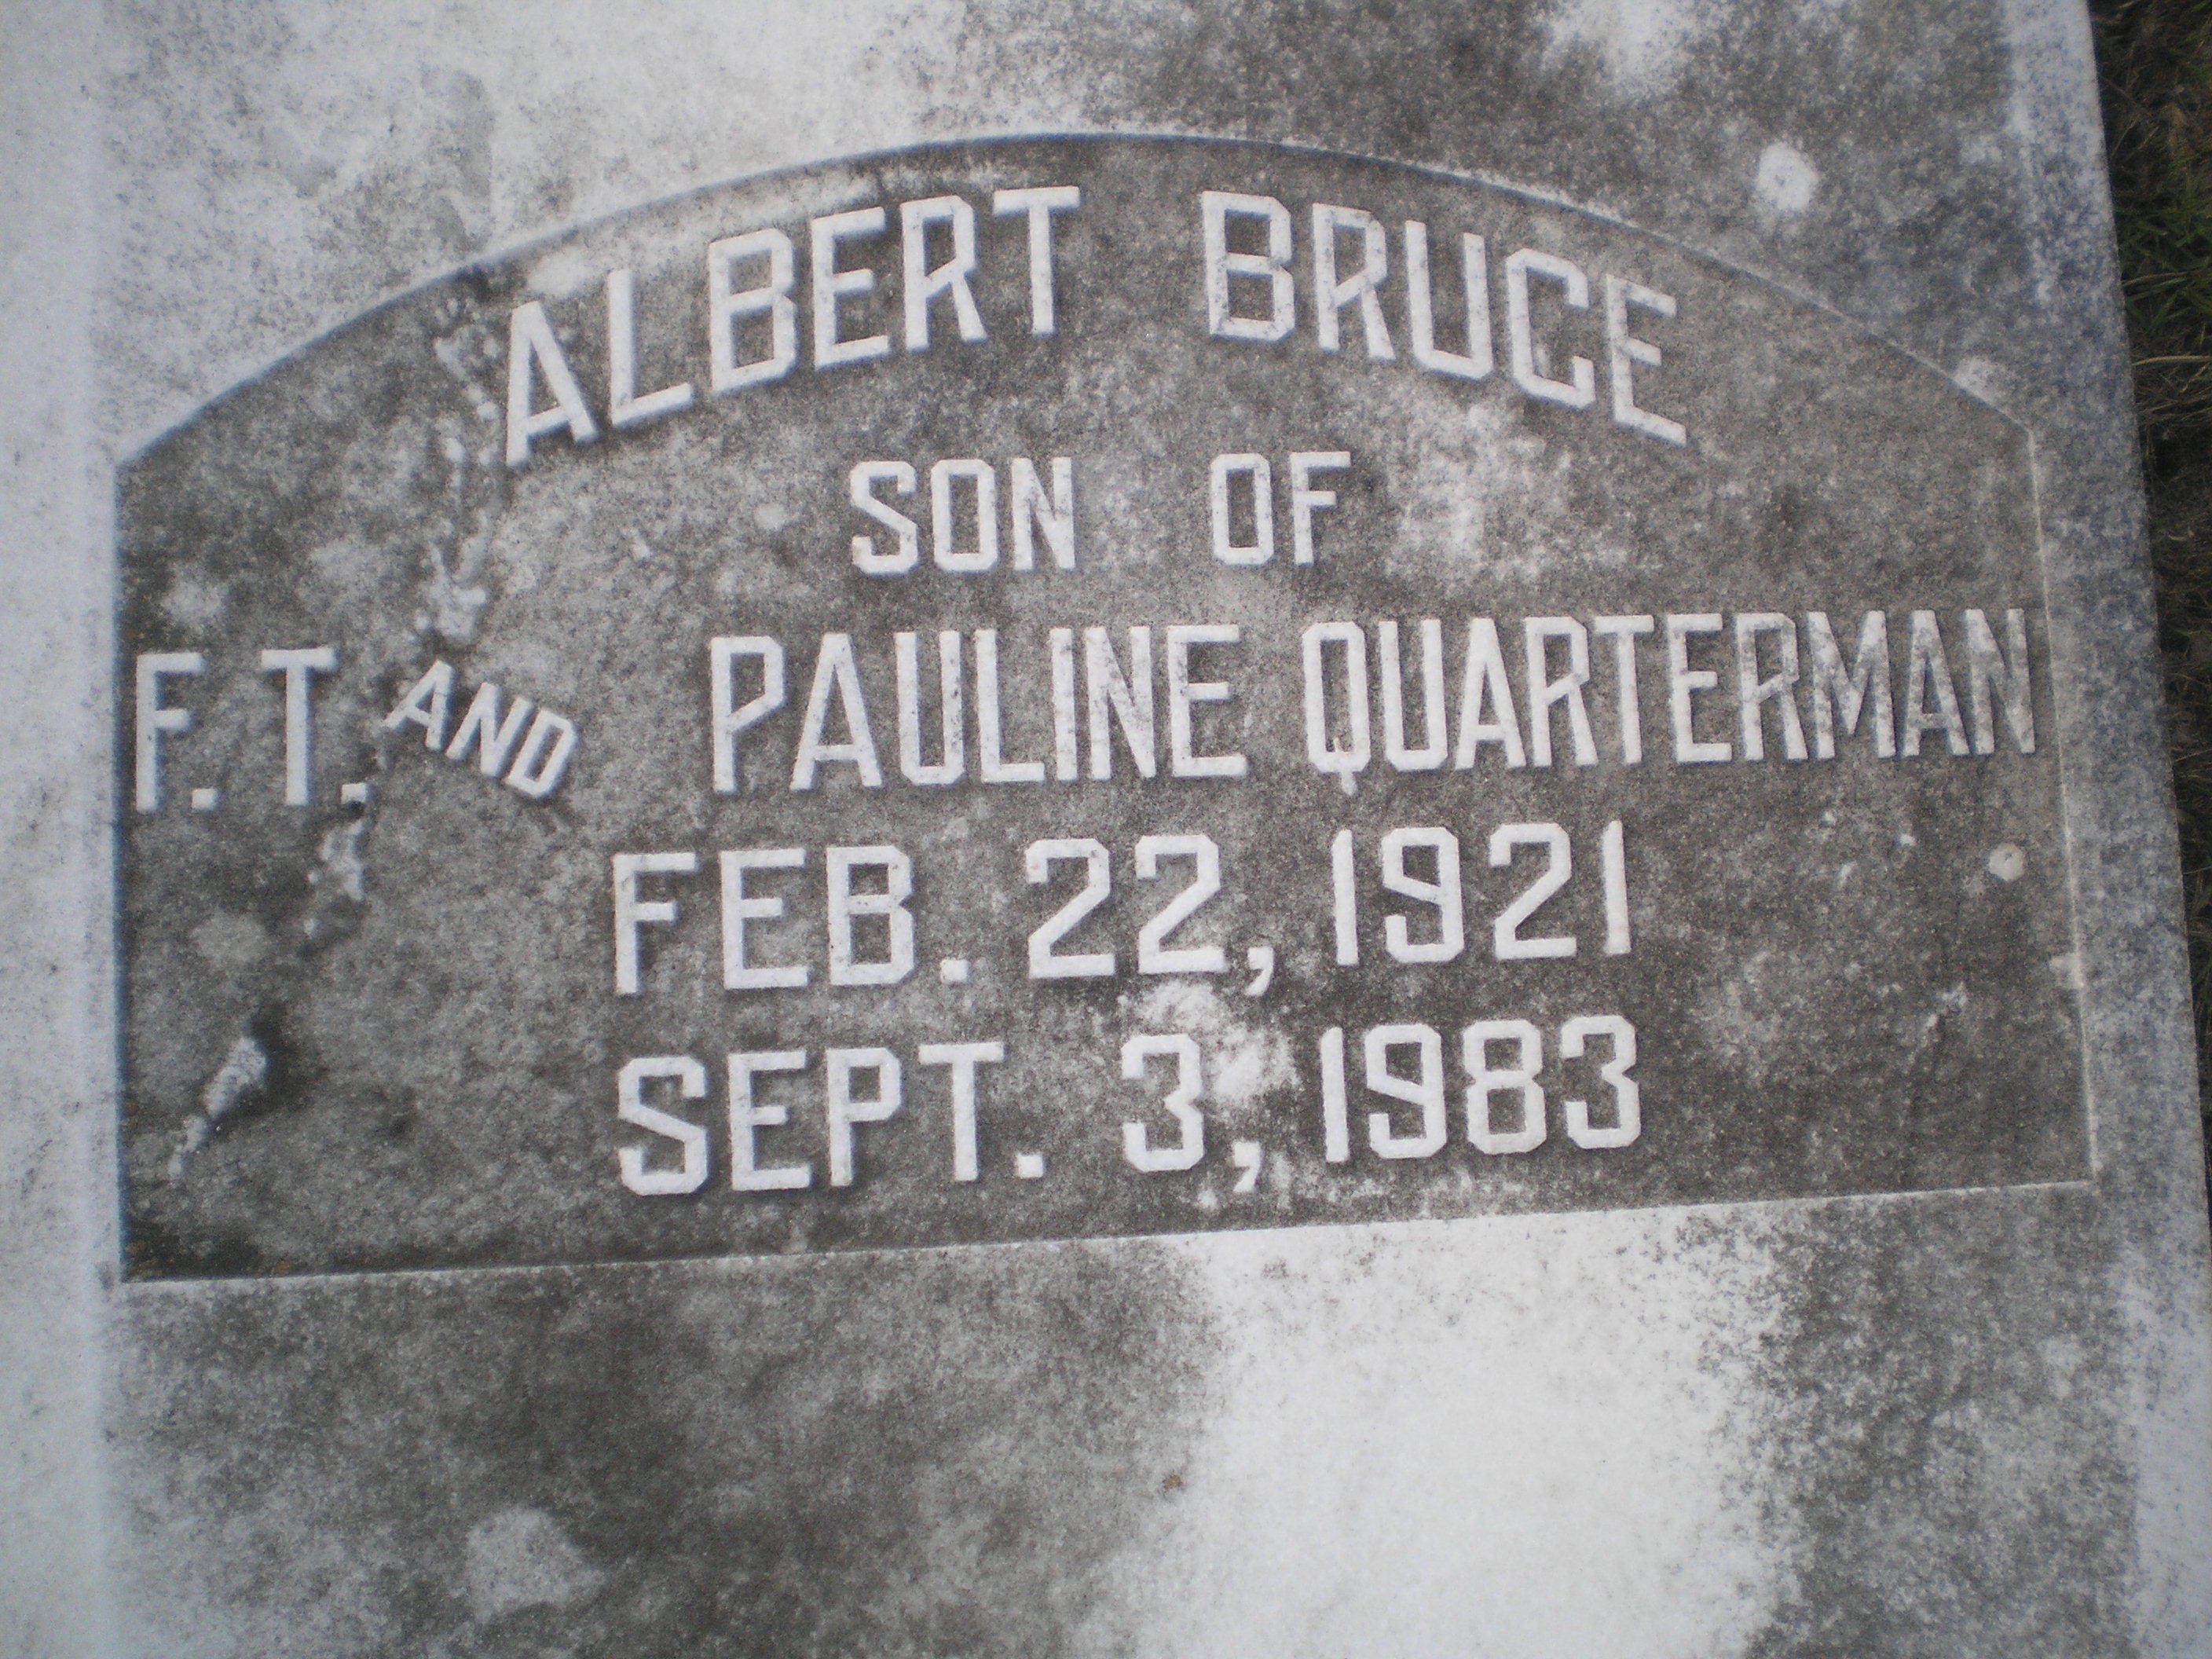 ALBERT BRUCE
SON OF
F.T. AND PAULINE QUARTERMAN
FEB. 22, 1921
SEPT. 3, 1983